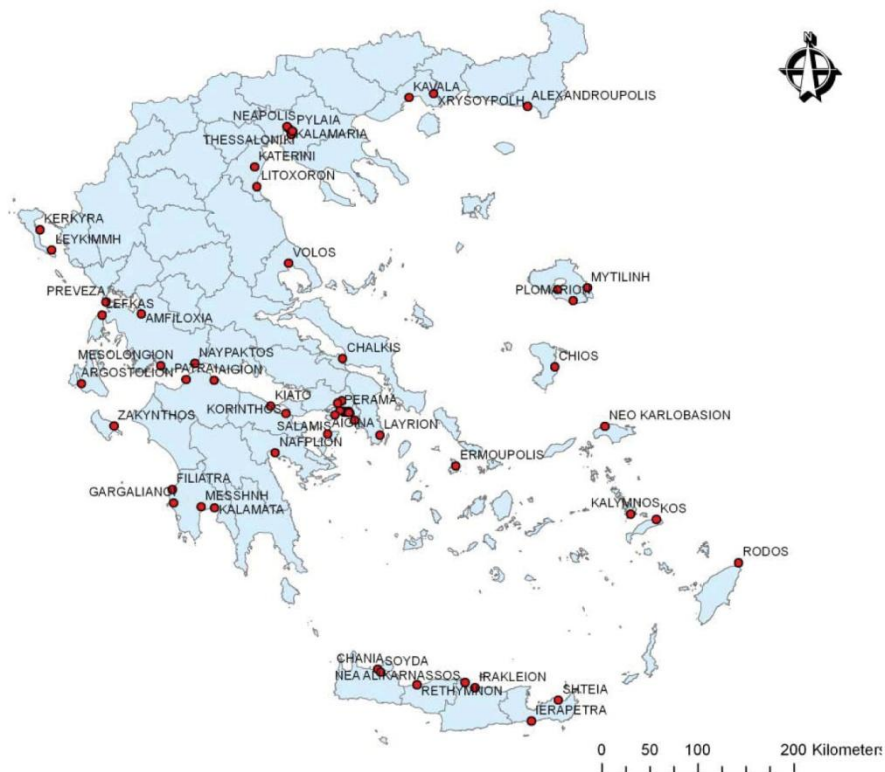 N
KAVALA
XRYSOYPOLH
ALEXANDROUPOLIS
NEAPOLIS
PYLAIA
THESSALONIKI
KALAMARIA
KATERINI
LITOXORON
KERKYRA
LEYKIMMH
VOLOS
MYTILINH
PLOMARION
PREVEZA
LEFKAS
AMFILOXIA
CHALKIS
CHIOS
MESOLONGION
NAYPAKTOS
ARGOSTOLION
PATRAI
AIGION
KIATO
PERAMA
KORINTHOS
ZAKYNTHOS
SALAMIS
AIGINA
LAYRION
NEO KARLOBASION
NAFPLION
ERMOUPOLIS
FILIATRA
GARGALIANOI
MESSHNH
KALAMATA
KALYMNOS
KOS
RODOS
CHANIA
SOYDA
NEA ALIKARNASSOS
IRAKLEION
RETHYMNON
SHTEIA
IERAPETRA
0 50 100 200 Kilometers